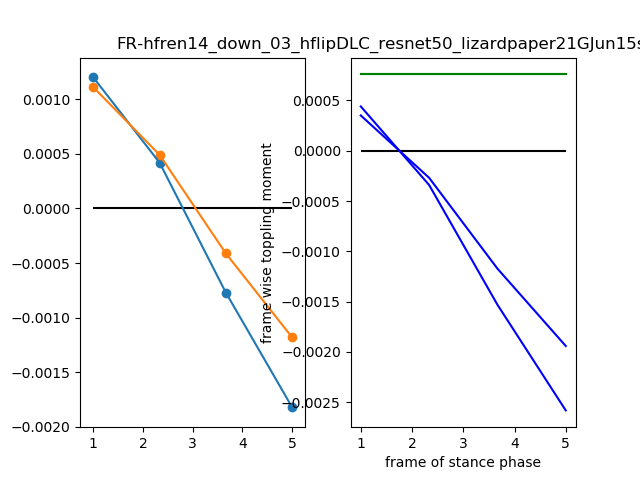 FR-hfren14_down_03_hflipDLC_resnet50_lizardpaper21GJun15s
0.0010
0.0005
0.0000
−0.0005
−0.0010
−0.0015
−0.0020
1 2 3 4 5
frame wise toppling moment
0.0005
0.0000
−0.0005
−0.0010
−0.0015
−0.0020
−0.0025
1 2 3 4 5
frame of stance phase